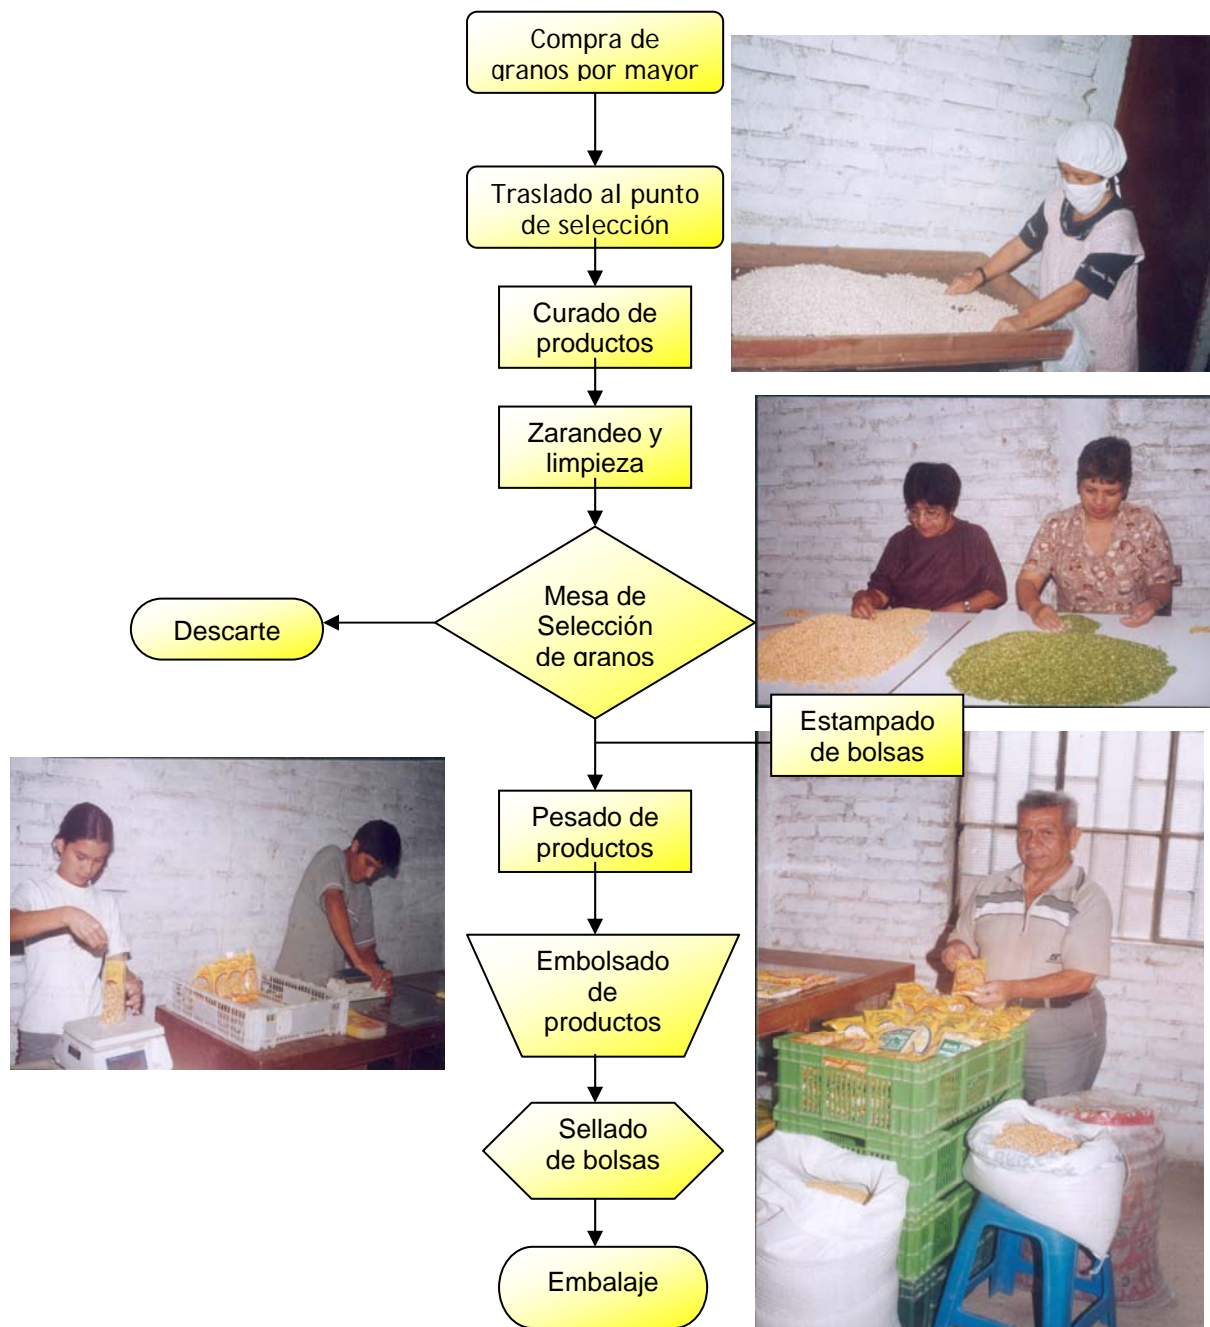 Compra de
granos por mayor
Traslado al punto
de selección
Curado de
productos
Zarandeo y
limpieza
Mesa de
Selección
de granos
Descarte
Estampado
de bolsas
Pesado de
productos
Embolsado
de
productos
Sellado
de bolsas
Embalaje